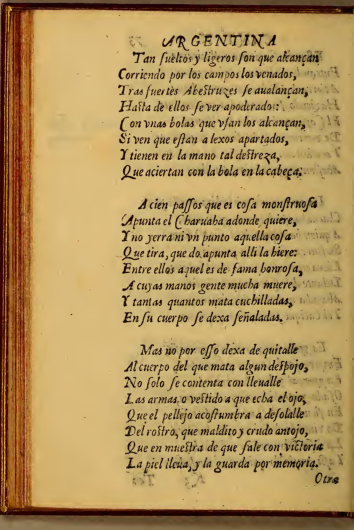 ARGENTINA
Tan ſueltos y ligeros ſon que alcançan
Corriendo por los campos los venados,
Tras fuertes Abeſtruzes ſe aualançan,
Haſta de ellos ſe ver apoderados:
Con vnas bolas que vſan los alcançan,
Si ven que eſtan a lexos apartados,
Y tienen en la mano tal deſtreza,
Que aciertan con la bola en la cabeça.
A cien paſſos que es coſa monſtruoſa
Apunta el Charuaha adonde quiere,
Y no yerra ni vn punto aquella coſa
Que tira, que do apunta alli la hiere:
Entre ellos aquel es de fama honroſa,
A cuyas manos gente mucha muere,
Y tantas quantos mata cuchilladas,
En ſu cuerpo ſe dexa ſeñaladas.
Mas no por eſſo dexa de quitalle
Al cuerpo del que mata algun deſpojo,
No ſolo ſe contenta con lleualle
Las armas o veſtido a que echa el ojo,
Que el pellejo acoſtumbra a deſolalle
Del roſtro, que maldito y crudo antojo,
Que en mueſtra de que ſale con victoria
La piel lleua, y la guarda por memoria.
Otra